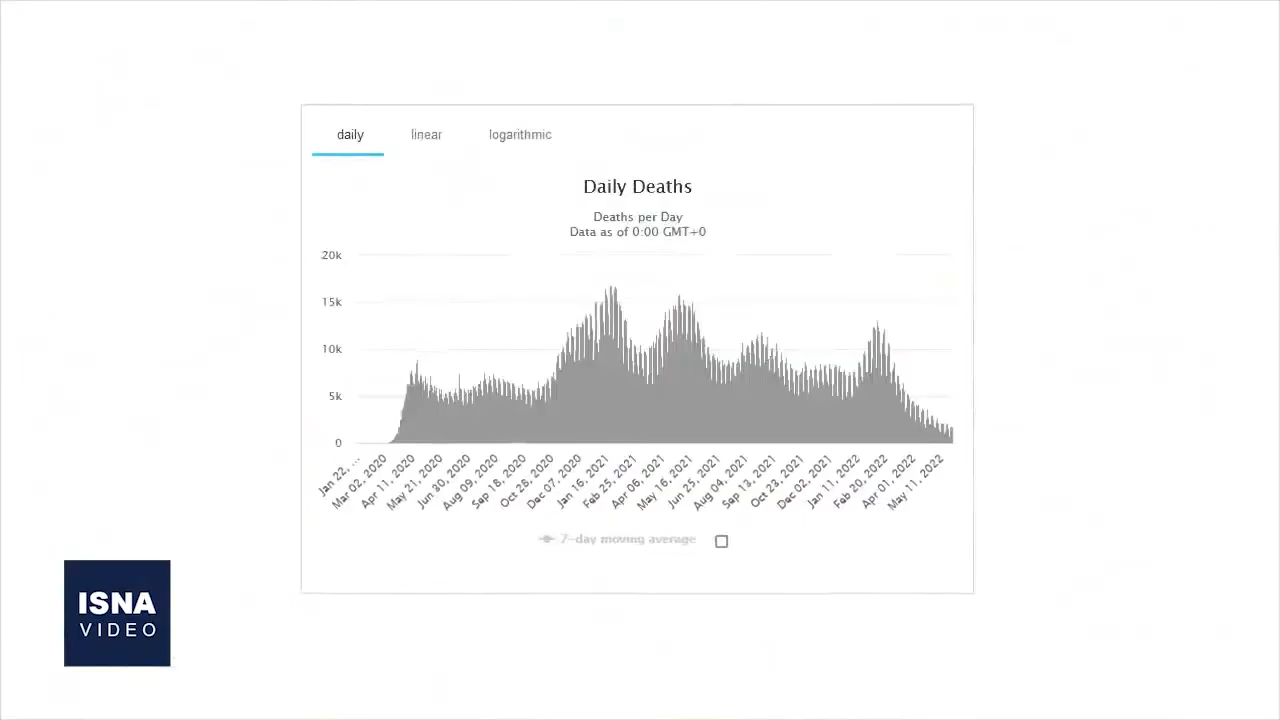 daily linear logarithmic
Daily Deaths
Deaths per Day
Data as of 0:00 GMT+0
20k
15k
10k
5k
0
Jan 22, ...
Mar 02, 2020
Apr 11, 2020
May 21, 2020
Jun 30, 2020
Aug 09, 2020
Sep 18, 2020
Oct 28, 2020
Dec 07, 2020
Jan 16, 2021
Feb 25, 2021
Apr 06, 2021
May 16, 2021
Jun 25, 2021
Aug 04, 2021
Sep 13, 2021
Oct 23, 2021
Dec 02, 2021
Jan 11, 2022
Feb 20, 2022
Apr 01, 2022
May 11, 2022
7-day moving average
ISNA
VIDEO